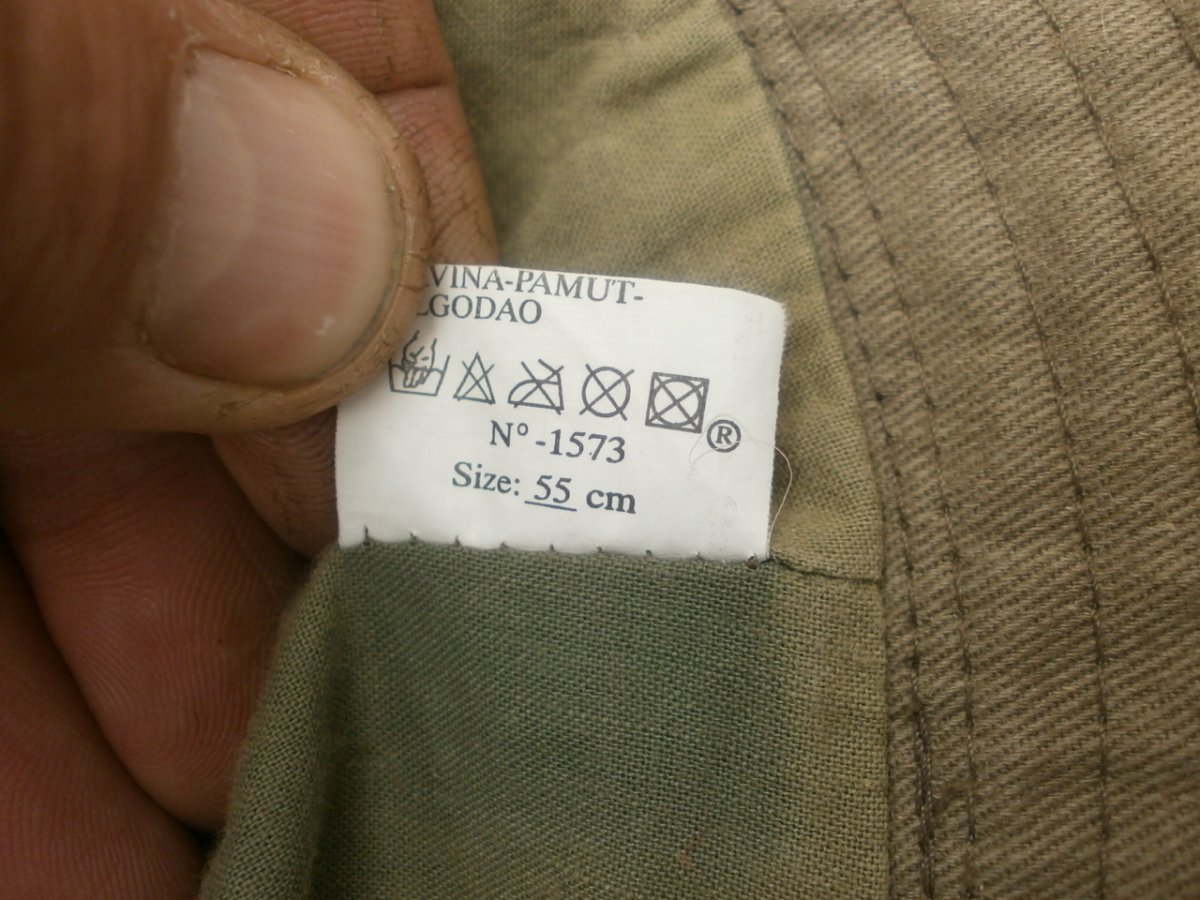 VINA-PAMUT-
LGODAO
N° -1573
®
Size: 55 cm